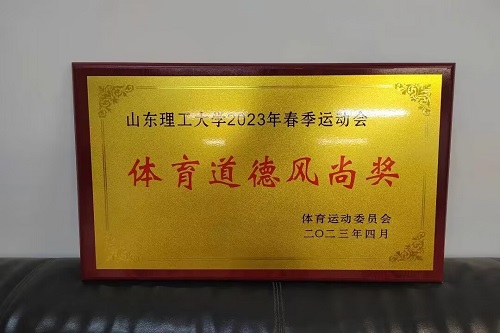 山东理工大学2023年春季运动会
体育道德风尚奖
体育运动委员会
二〇二三年四月